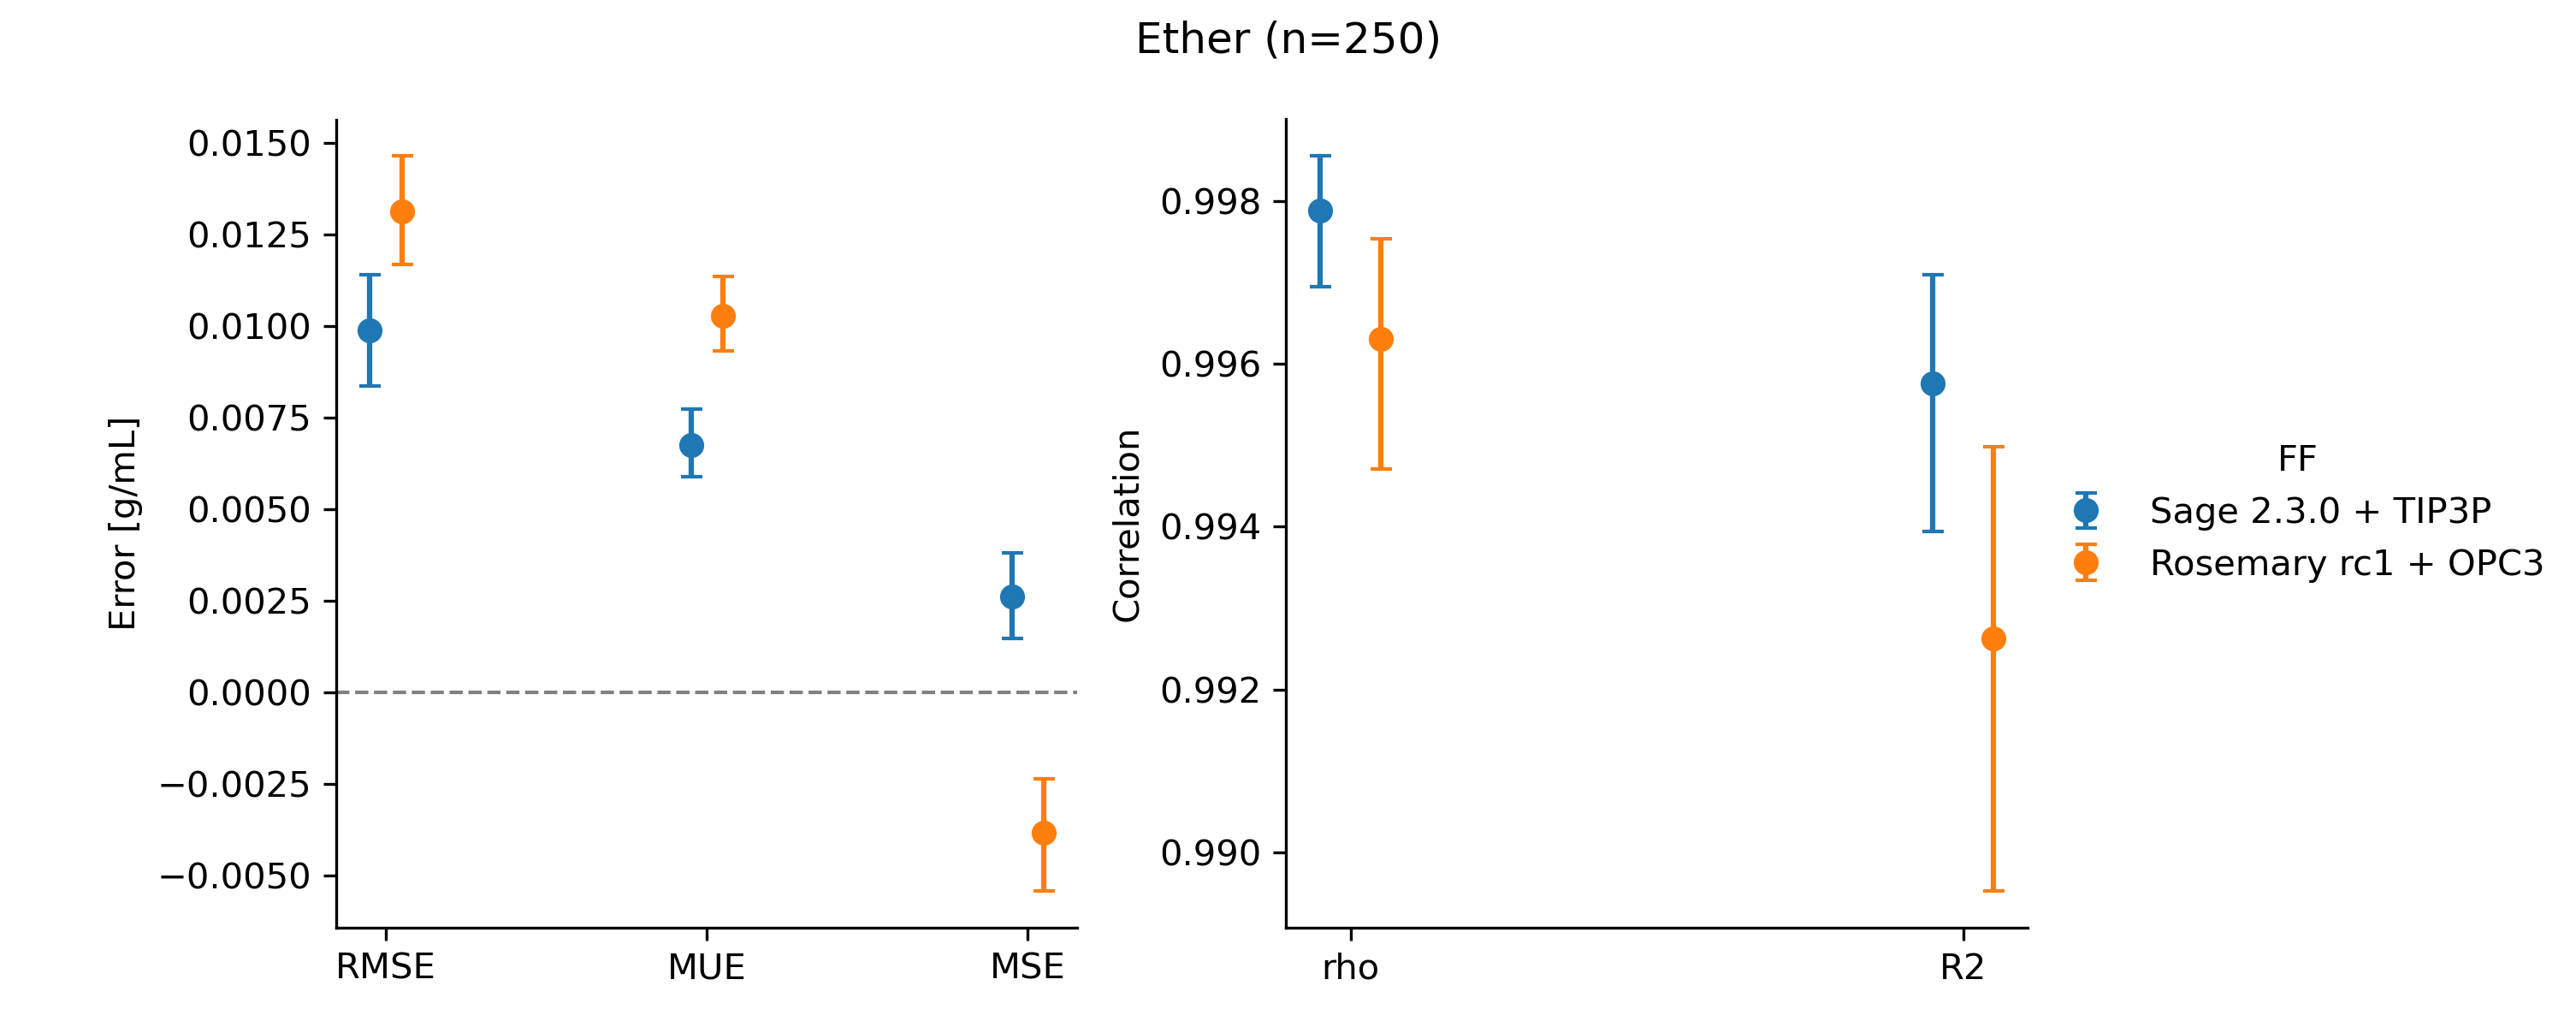 Ether (n=250)
Error [g/mL]
0.0150
0.0125
0.0100
0.0075
0.0050
0.0025
0.0000
−0.0025
−0.0050
RMSE
MUE
MSE
Correlation
0.998
0.996
0.994
0.992
0.990
rho
R2
FF
Sage 2.3.0 + TIP3P
Rosemary rc1 + OPC3